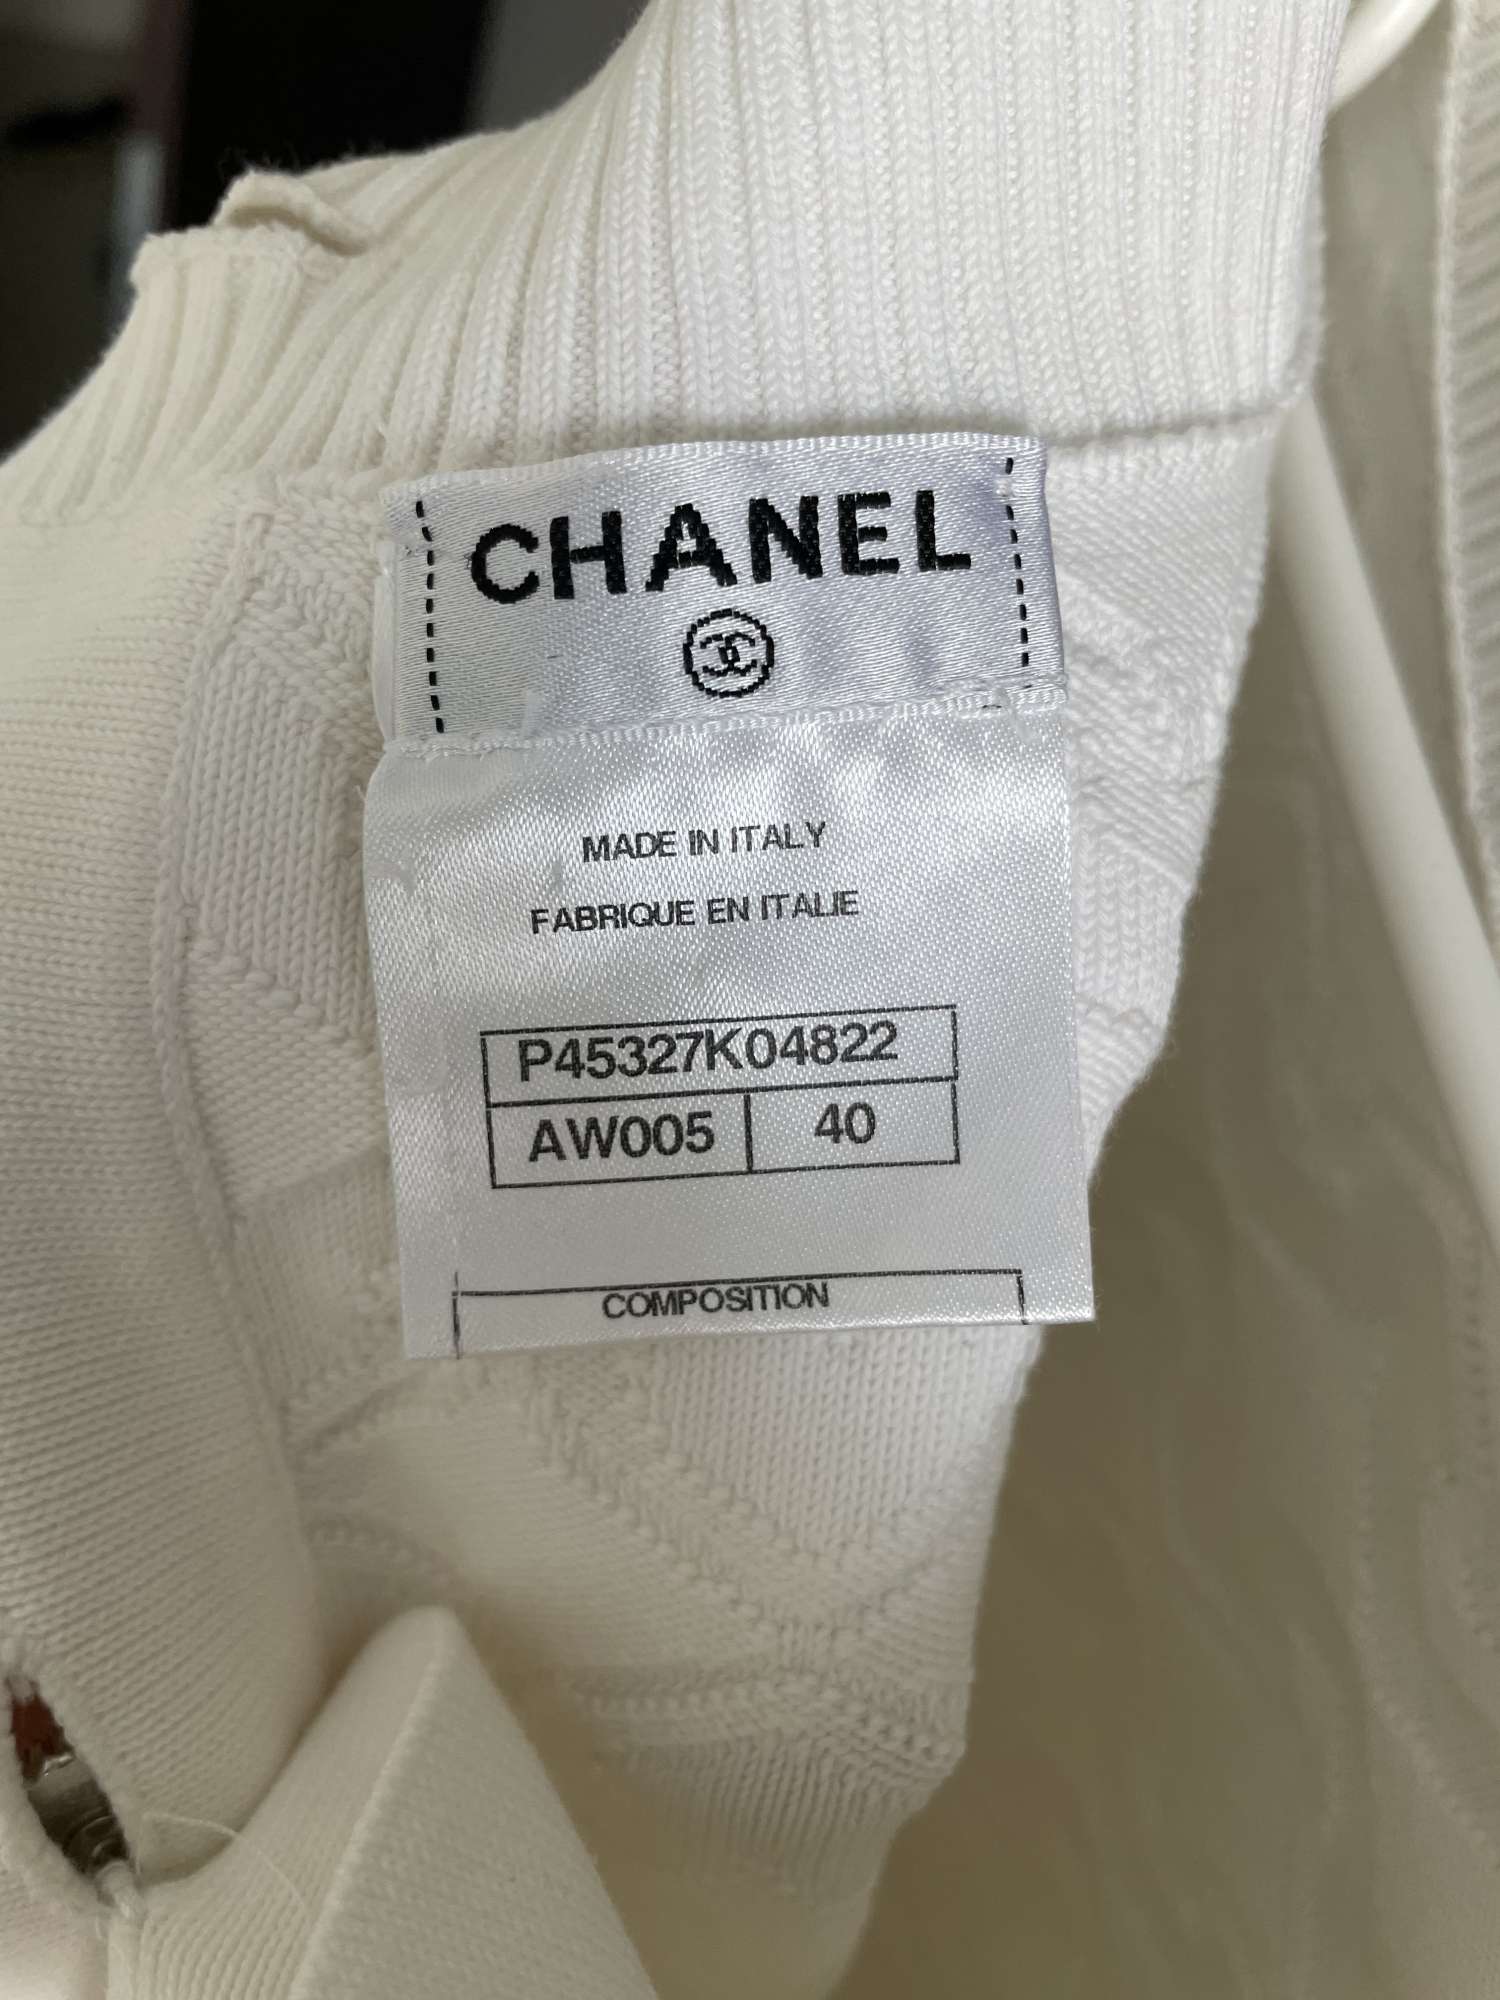 CHANEL
MADE IN ITALY
FABRIQUE EN ITALIE
P45327K04822
AW005 40
COMPOSITION